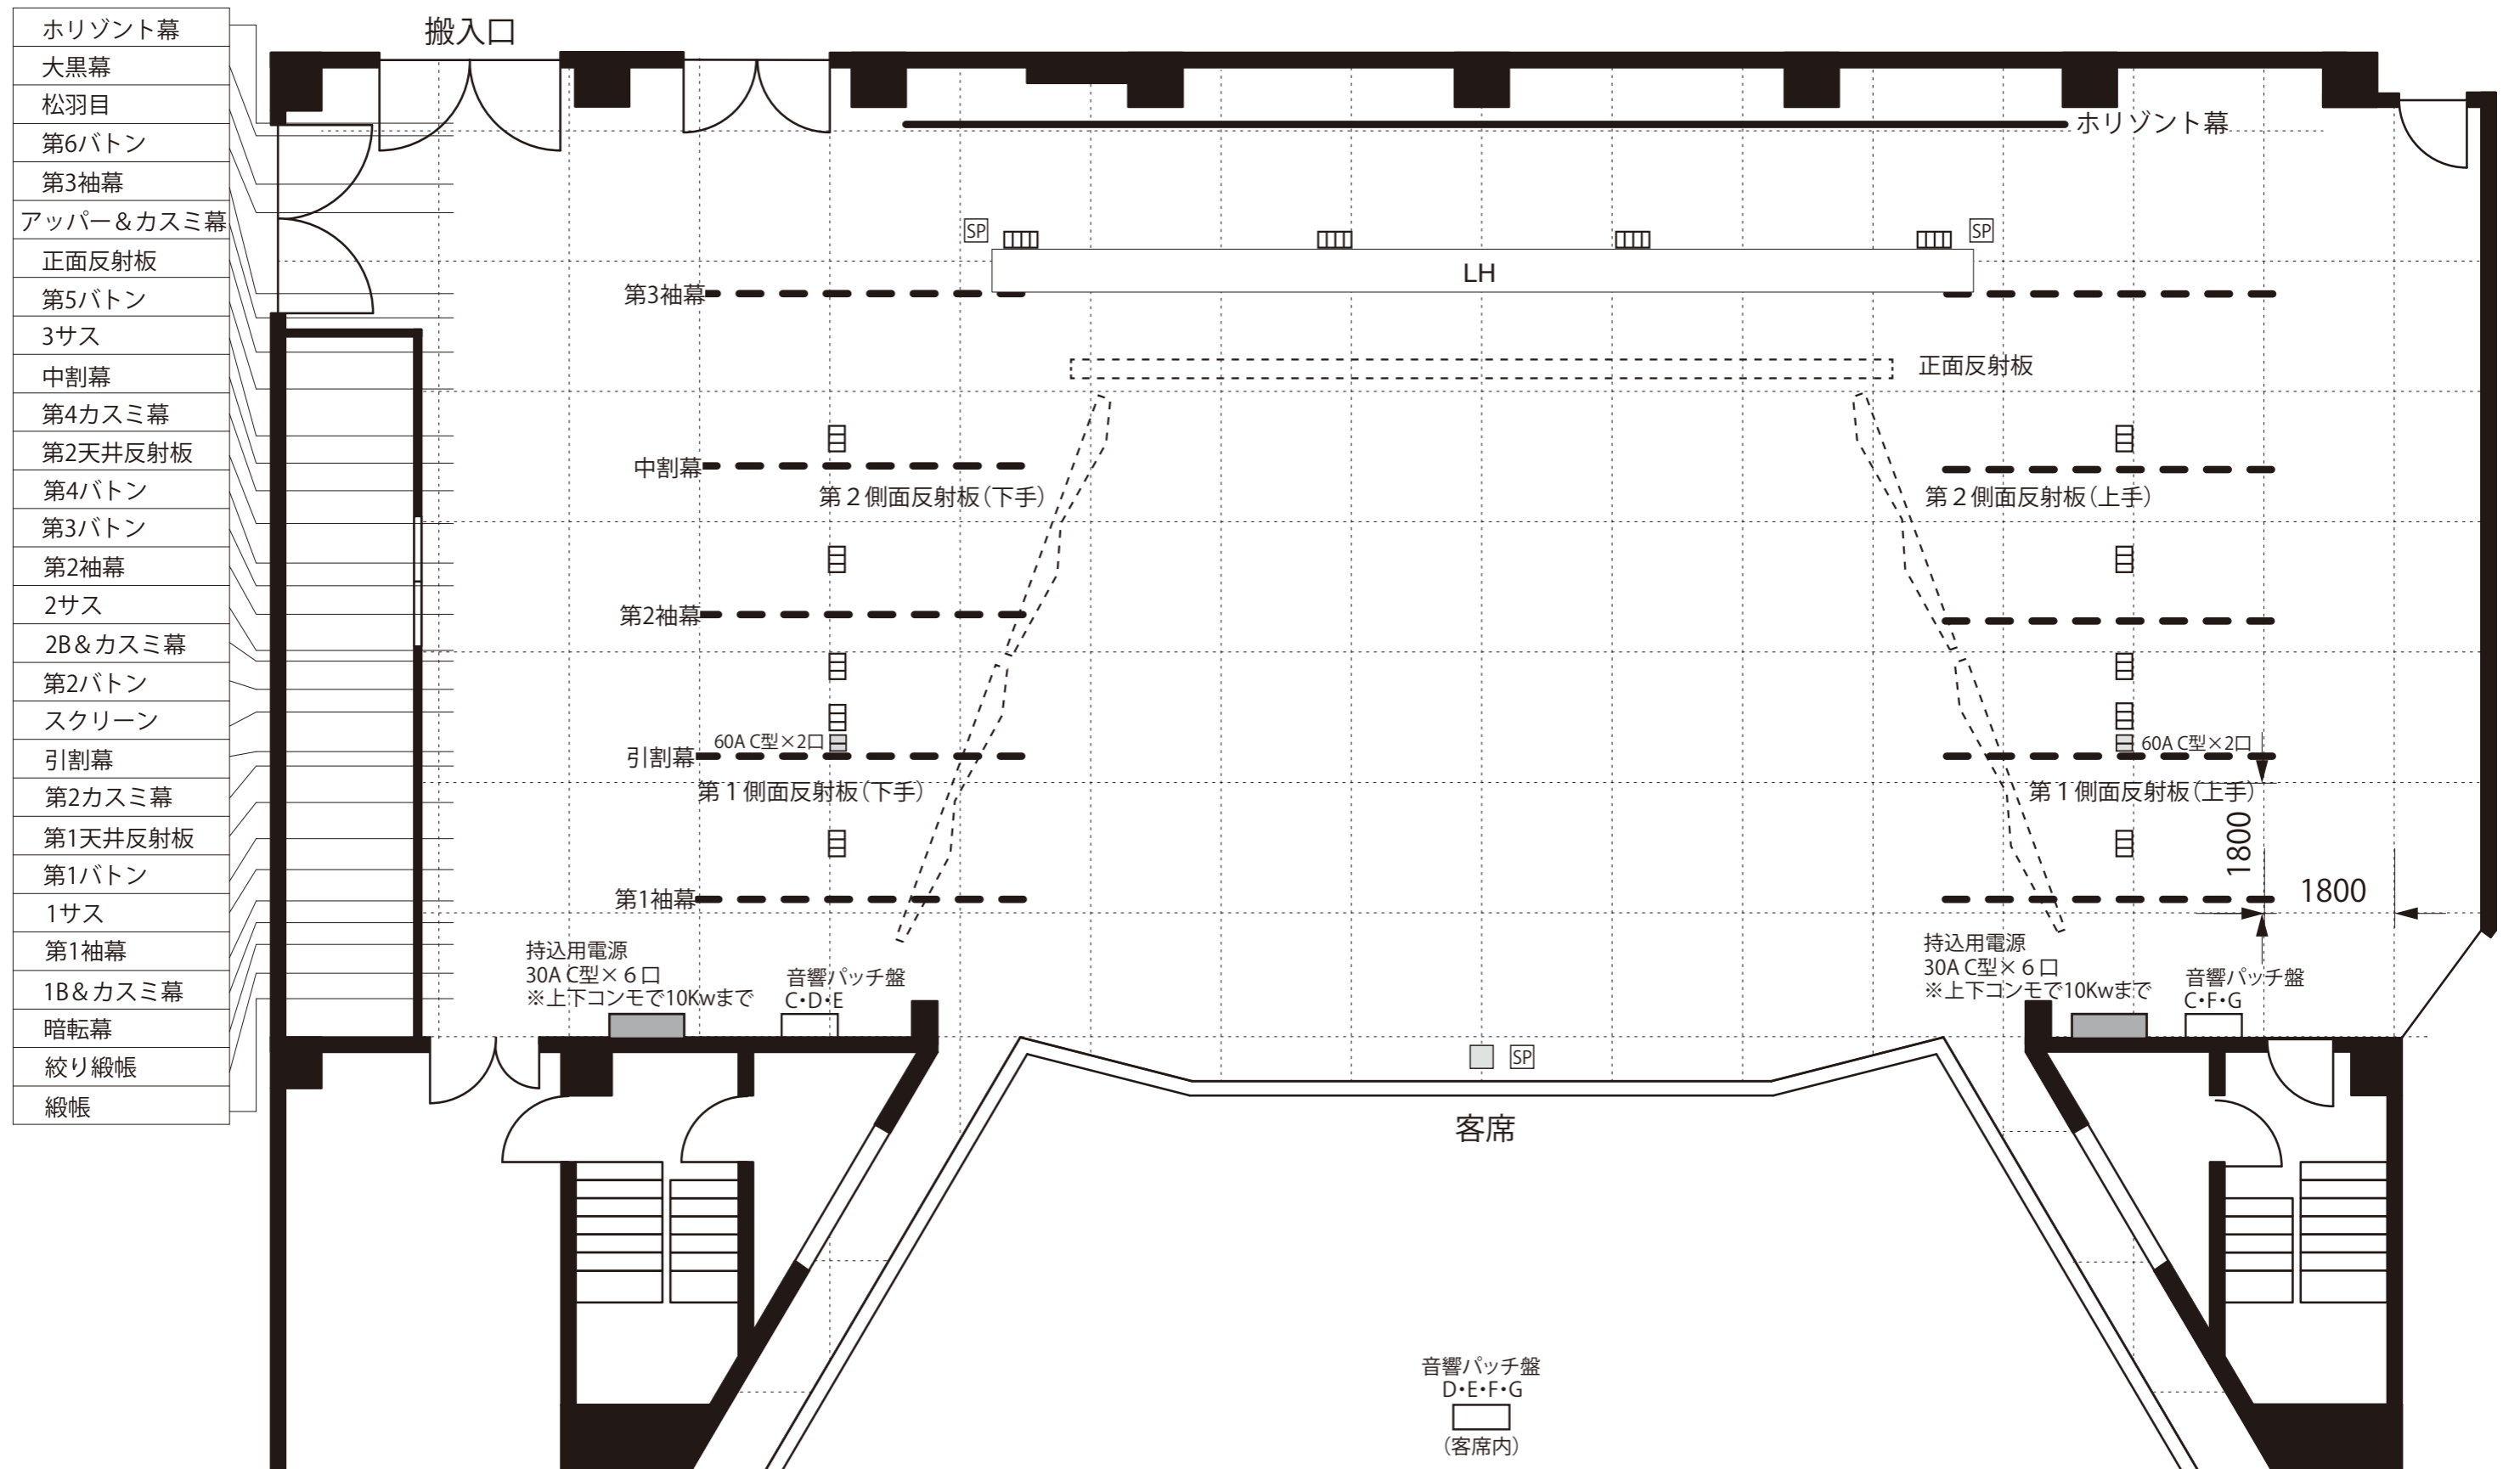 ホリゾント幕
大黒幕
松羽目
第6バトン
第3袖幕
アッパー＆カスミ幕
正面反射板
第5バトン
3サス
中割幕
第4カスミ幕
第2天井反射板
第4バトン
第3バトン
第2袖幕
2サス
2B＆カスミ幕
第2バトン
スクリーン
引割幕
第2カスミ幕
第1天井反射板
第1バトン
1サス
第1袖幕
1B＆カスミ幕
暗転幕
絞り緞帳
緞帳
搬入口
ホリゾント幕
SP
SP
LH
第3袖幕
正面反射板
中割幕
第２側面反射板（下手）
第２側面反射板（上手）
第2袖幕
60A C型×2口
60A C型×2口
引割幕
第１側面反射板（下手）
第１側面反射板（上手）
1800
1800
第1袖幕
持込用電源
30A C型×６口
※上下コンモで10Kwまで
音響パッチ盤
C・D・E
持込用電源
30A C型×６口
※上下コンモで10Kwまで
音響パッチ盤
C・F・G
SP
客席
音響パッチ盤
D・E・F・G
（客席内）